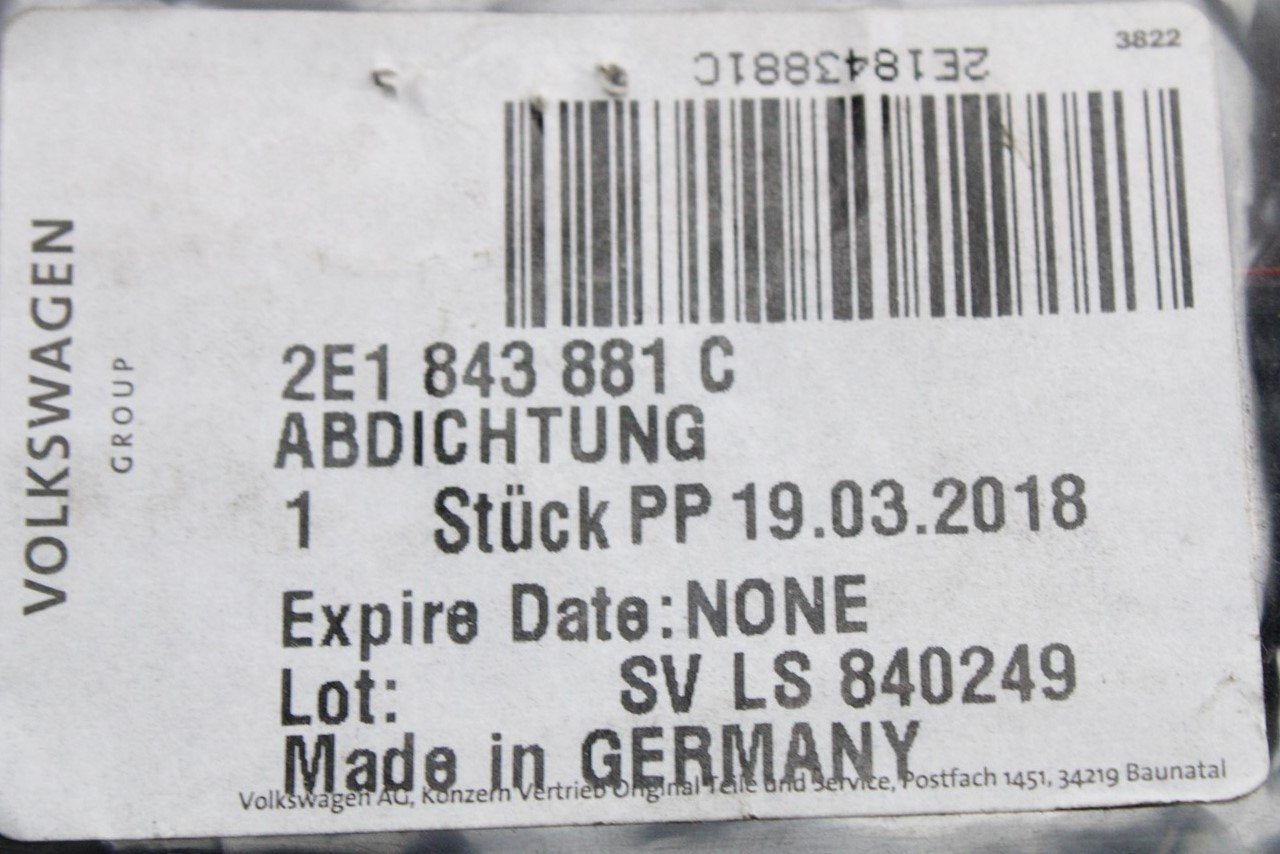 3822
2E1843881C
VOLKSWAGEN
GROUP
2E1 843 881 C
ABDICHTUNG
1 Stück PP 19.03.2018
Expire Date:NONE
Lot: SV LS 840249
Made in GERMANY
Volkswagen AG, Konzern Vertrieb Original Teile und Service, Postfach 1451, 34219 Baunatal